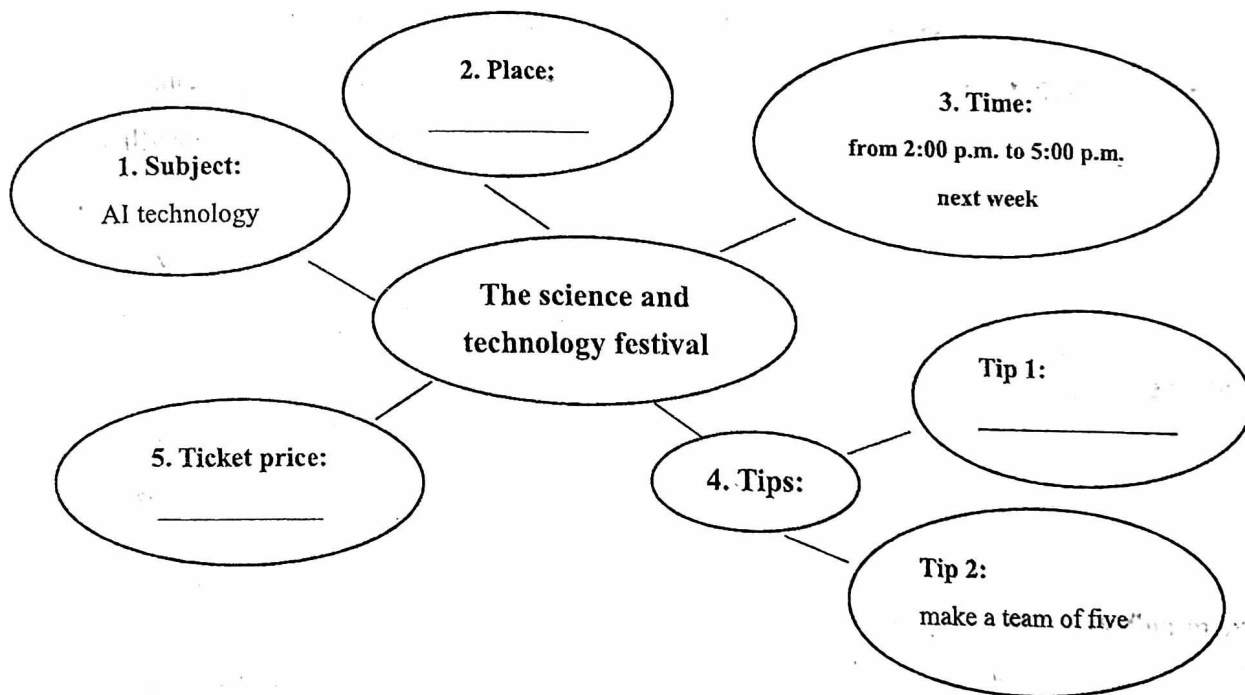 1. Subject:
AI technology
2. Place:
3. Time:
from 2:00 p.m. to 5:00 p.m.
next week
The science and
technology festival
4. Tips:
Tip 1:
Tip 2:
make a team of five
5. Ticket price: